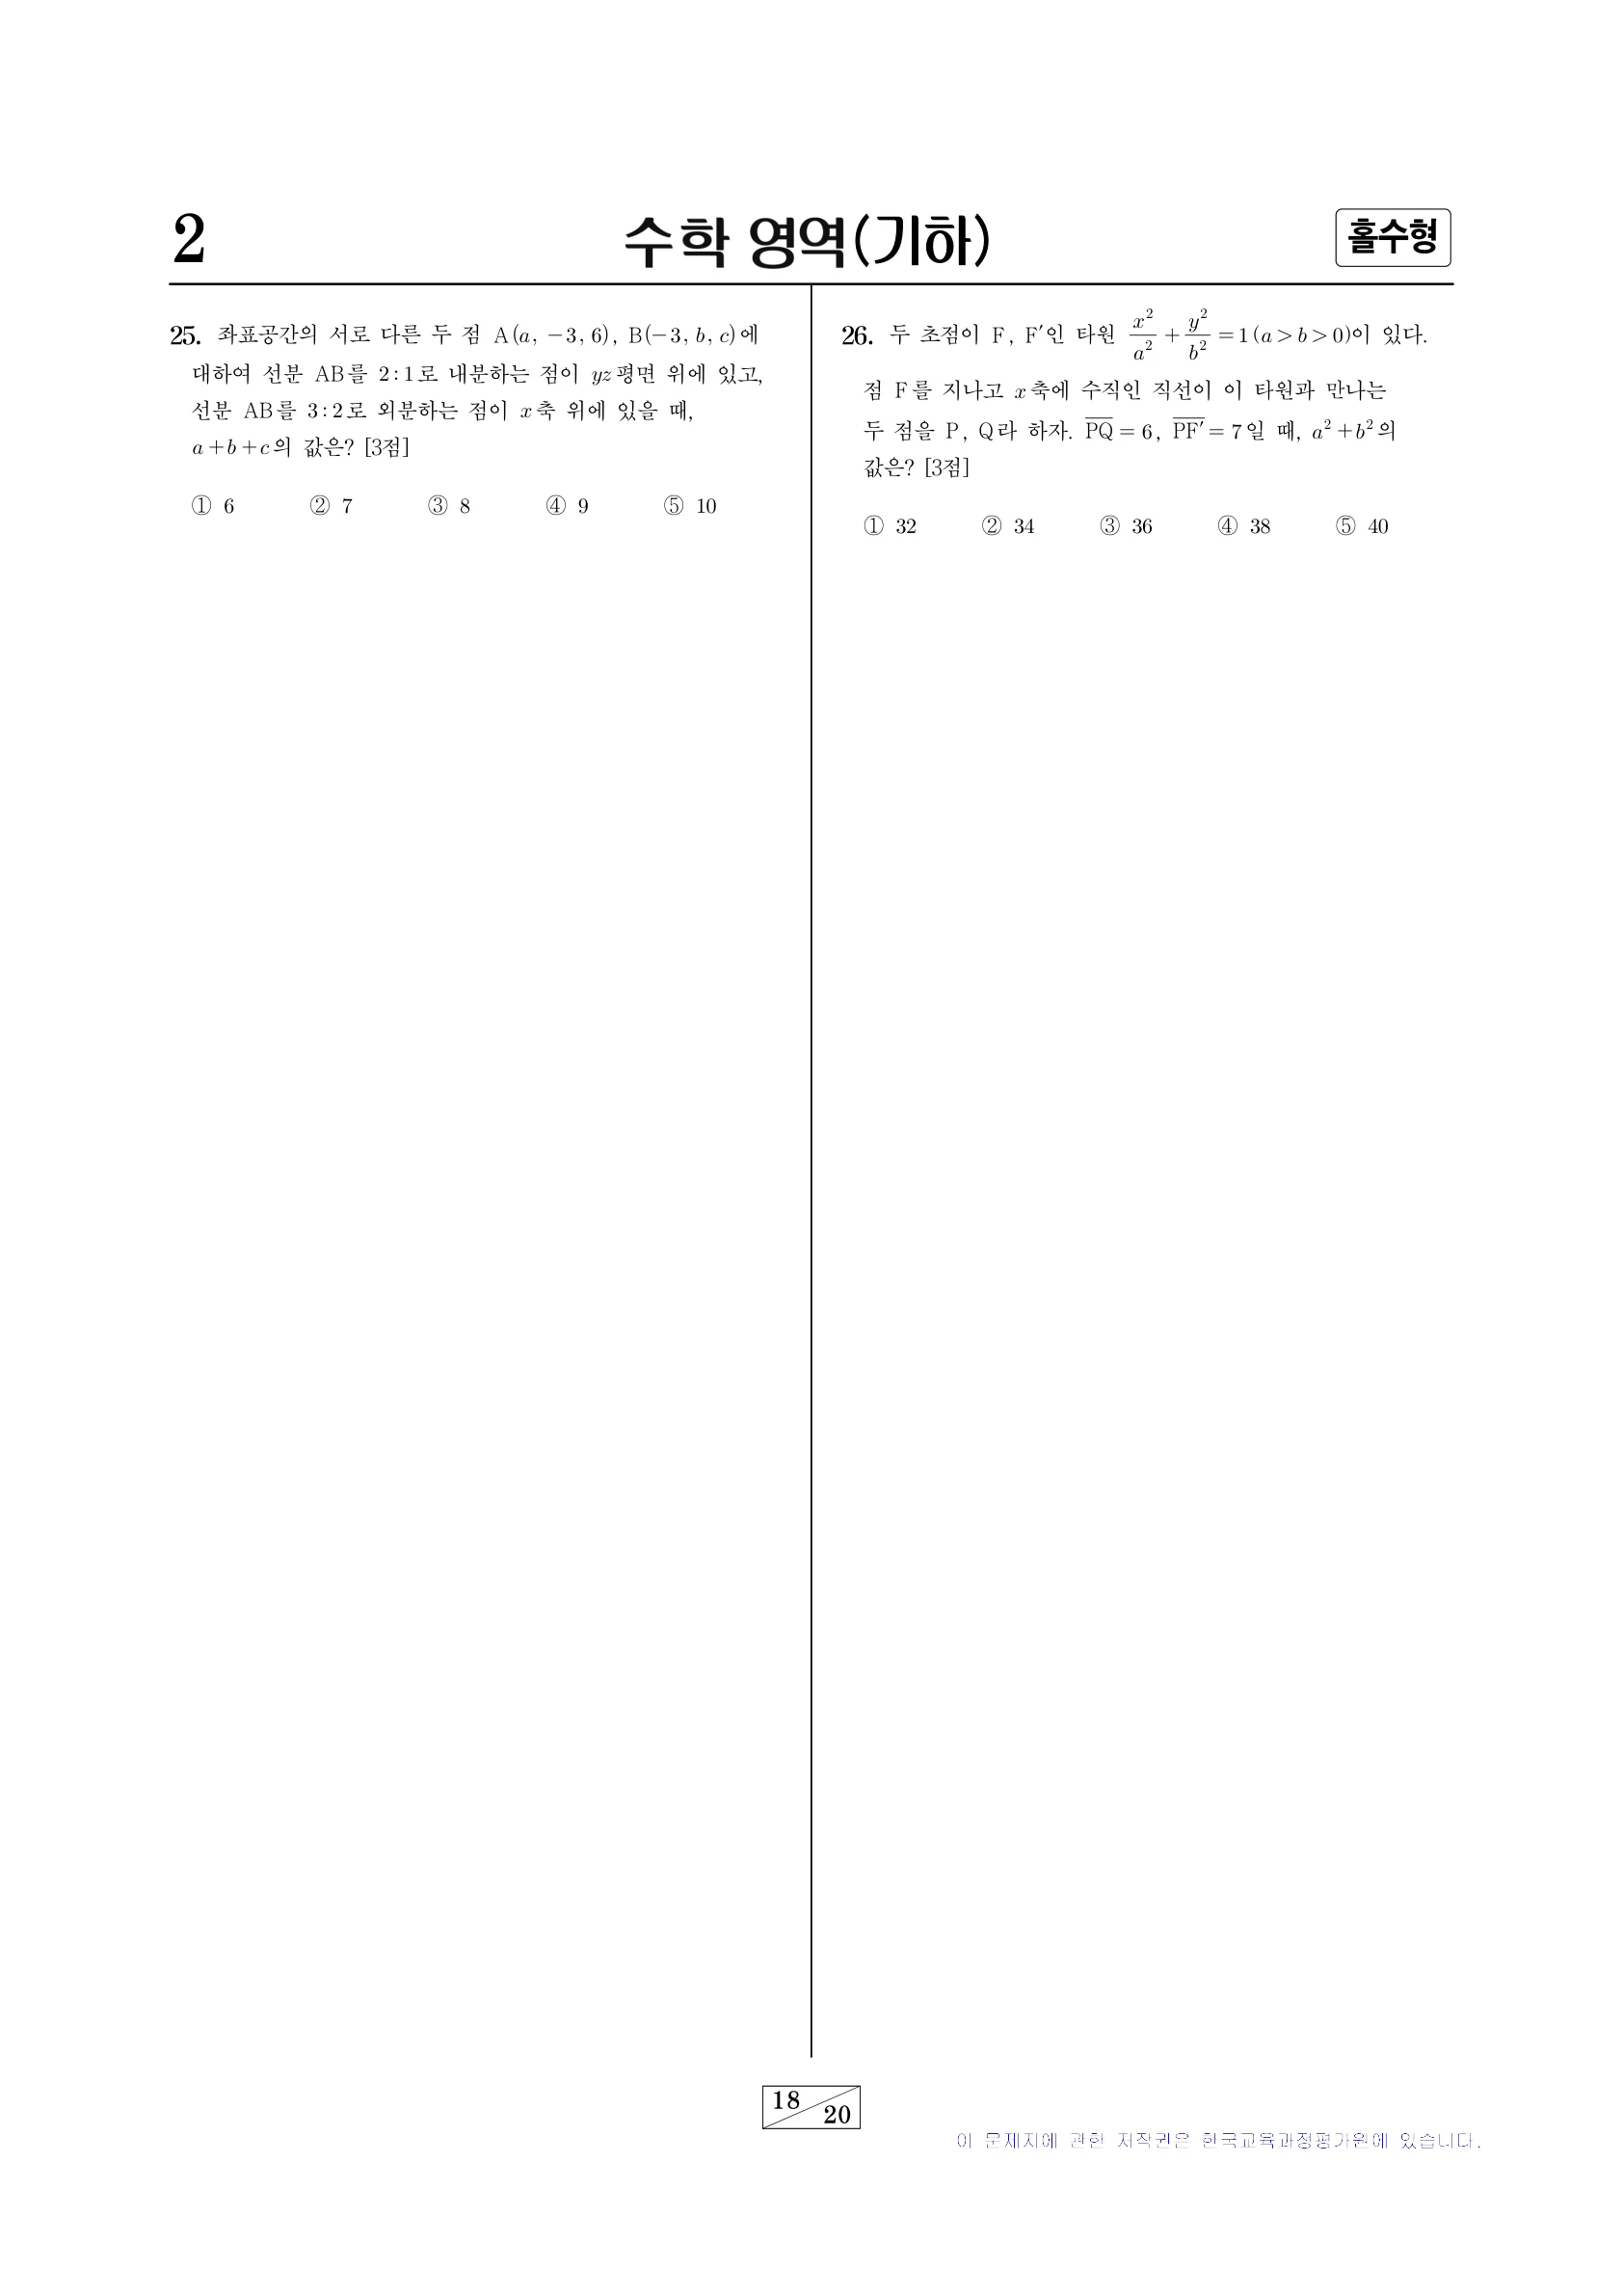 2
수학 영역(기하)
홀수형
25. 좌표공간의 서로 다른 두 점 A(a, −3, 6), B(−3, b, c)에
대하여 선분 AB를 2:1로 내분하는 점이 yz평면 위에 있고,
선분 AB를 3:2로 외분하는 점이 x축 위에 있을 때,
a+b+c의 값은? [3점]
① 6 ② 7 ③ 8 ④ 9 ⑤ 10
26. 두 초점이 F, F′인 타원 x²/a² + y²/b² = 1 (a > b > 0)이 있다.
점 F를 지나고 x축에 수직인 직선이 이 타원과 만나는
두 점을 P, Q라 하자. P̅Q̅ = 6, P̅F̅′ = 7일 때, a² + b²의
값은? [3점]
① 32 ② 34 ③ 36 ④ 38 ⑤ 40
18
20
이 문제지에 관한 저작권은 한국교육과정평가원에 있습니다.